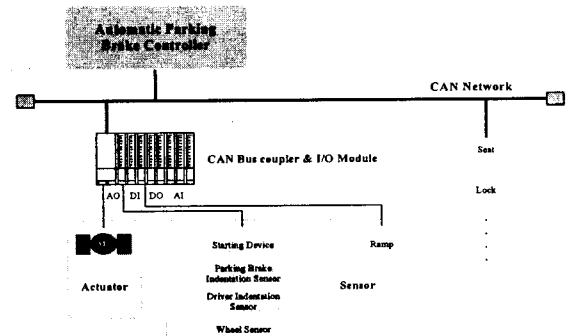 Automatic Parking
Brake Controller
CAN Network
CAN Bus coupler & I/O Module
Seat
Lock
AO DI DO AI
Starting Device
Ramp
Parking Brake
Indentation Sensor
Sensor
Actuator
Driver Indentation
Sensor
Wheel Sensor